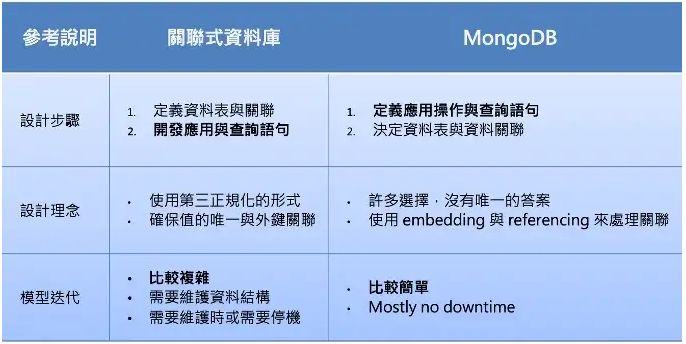 參考說明
關聯式資料庫
MongoDB
設計步驟
1. 定義資料表與關聯
2. 開發應用與查詢語句
1. 定義應用操作與查詢語句
2. 決定資料表與資料關聯
設計理念
• 使用第三正規化的形式
• 確保值的唯一與外鍵關聯
• 許多選擇，沒有唯一的答案
• 使用 embedding 與 referencing 來處理關聯
模型迭代
• 比較複雜
• 需要維護資料結構
• 需要維護時或需要停機
• 比較簡單
• Mostly no downtime